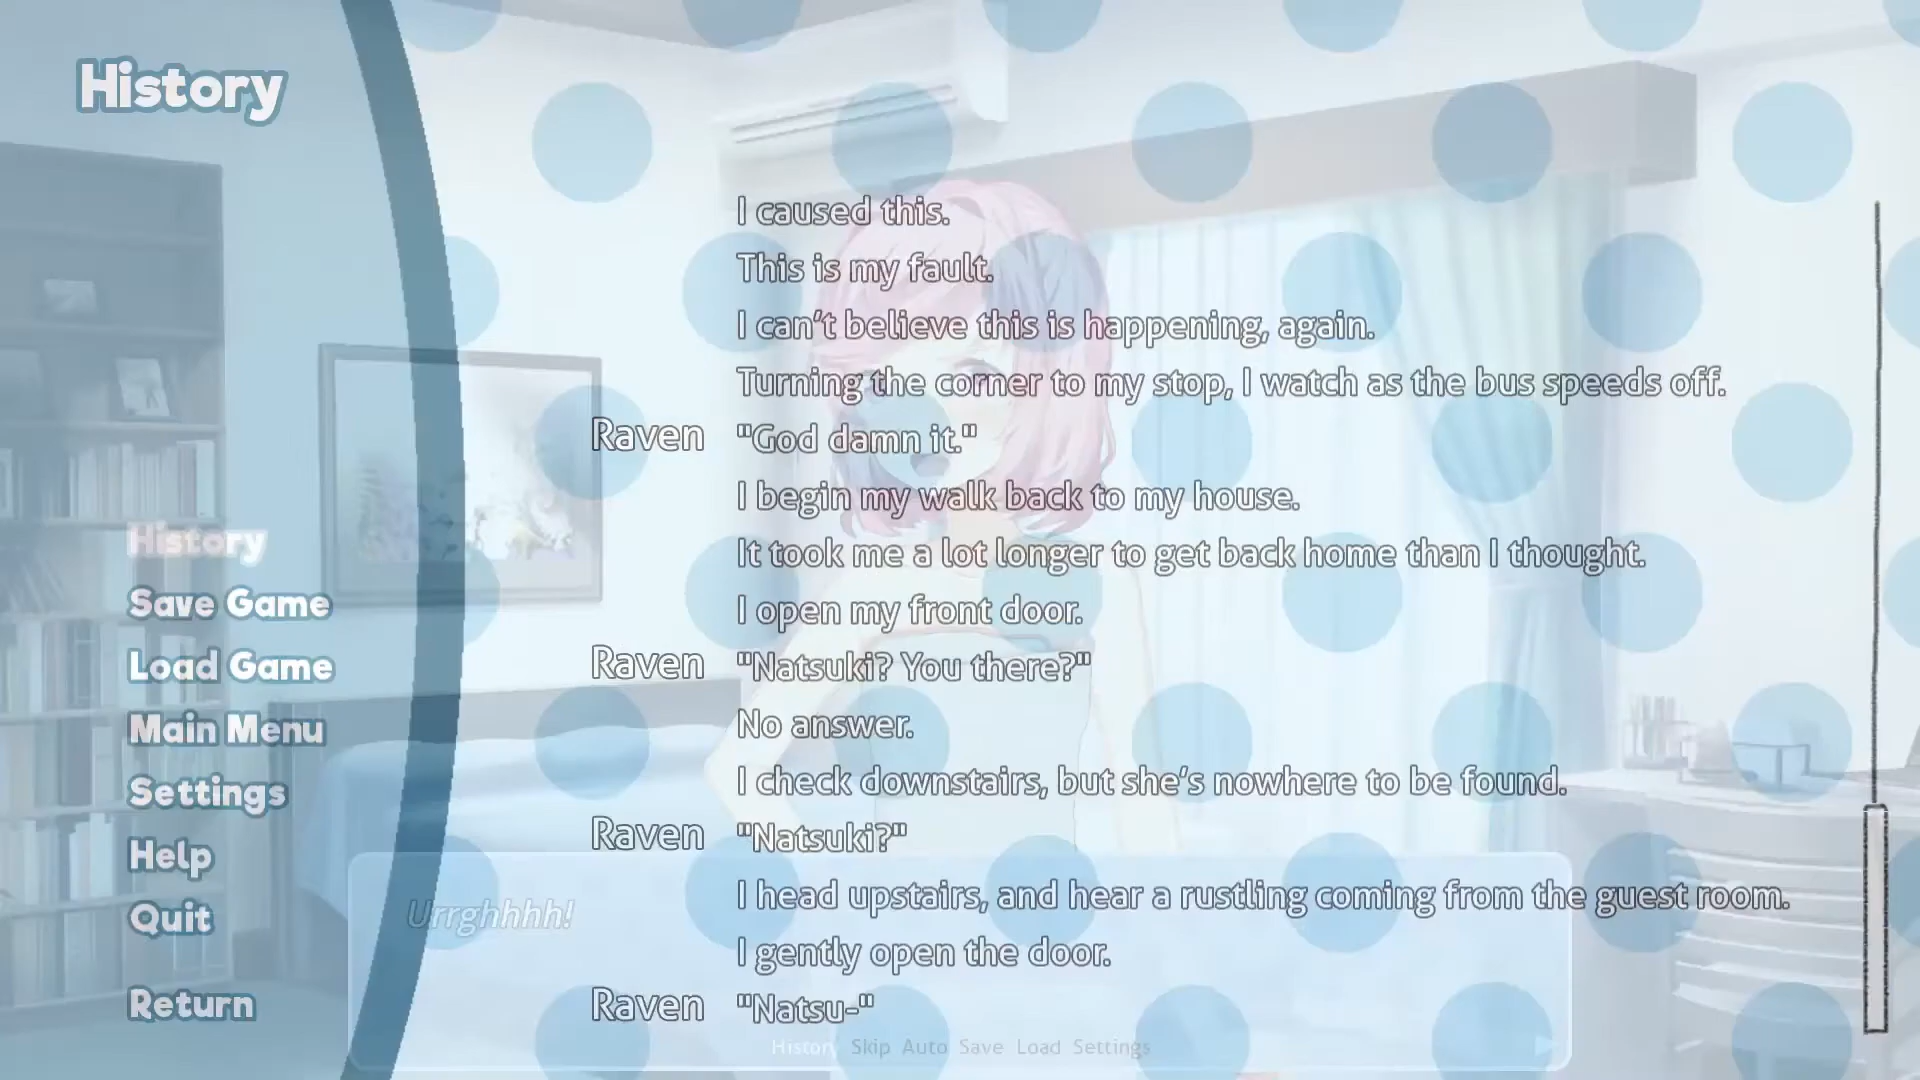 History
I caused this.
This is my fault.
I can't believe this is happening, again.
Turning the corner to my stop, I watch as the bus speeds off.
Raven "God damn it."
I begin my walk back to my house.
It took me a lot longer to get back home than I thought.
I open my front door.
Raven "Natsuki? You there?"
No answer.
I check downstairs, but she's nowhere to be found.
Raven "Natsuki?"
I head upstairs, and hear a rustling coming from the guest room.
I gently open the door.
Raven "Natsu-"
History
Save Game
Load Game
Main Menu
Settings
Help
Quit
Return
Urrghhhh!
History Skip Auto Save Load Settings